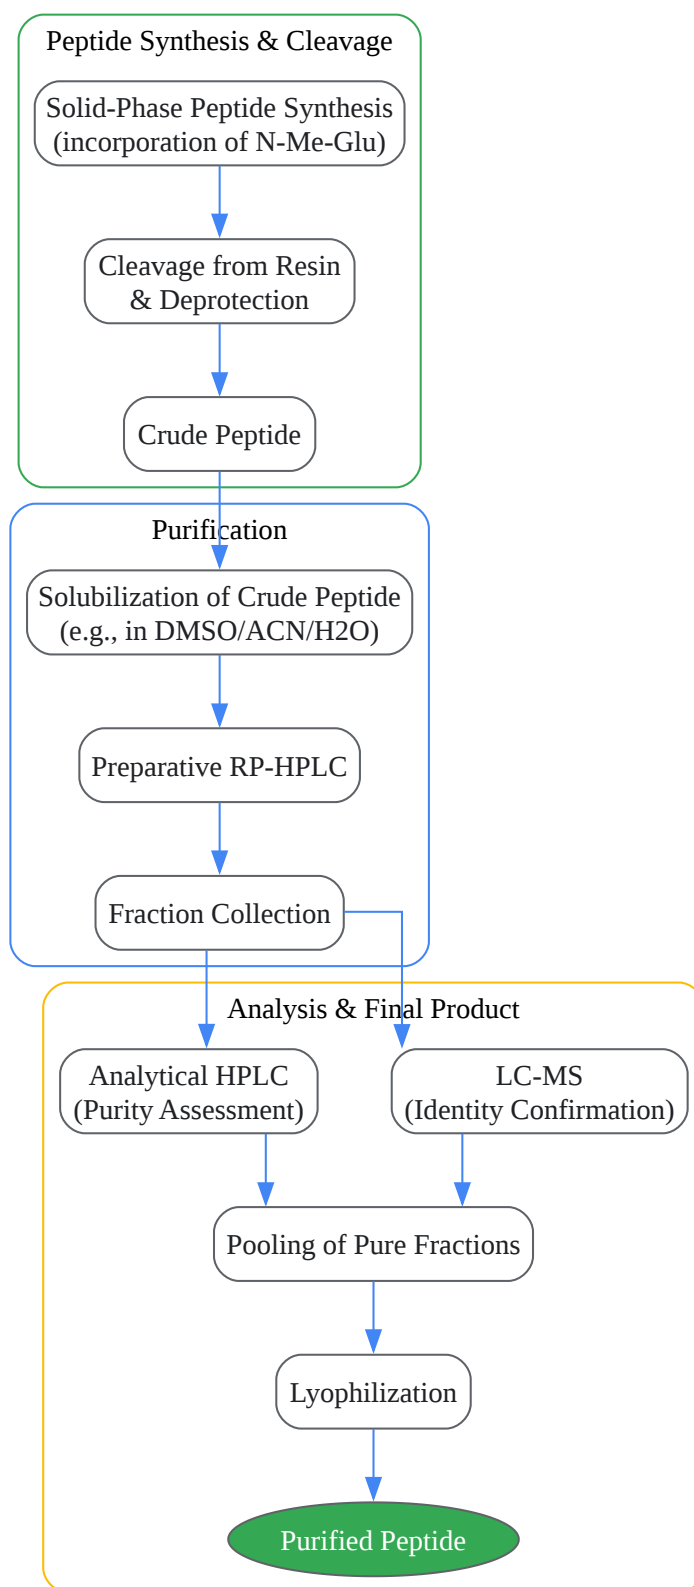 Peptide Synthesis & Cleavage
Solid-Phase Peptide Synthesis
(incorporation of N-Me-Glu)
Cleavage from Resin
& Deprotection
Crude Peptide
Purification
Solubilization of Crude Peptide
(e.g., in DMSO/ACN/H2O)
Preparative RP-HPLC
Fraction Collection
Analysis & Final Product
Analytical HPLC
(Purity Assessment)
LC-MS
(Identity Confirmation)
Pooling of Pure Fractions
Lyophilization
Purified Peptide